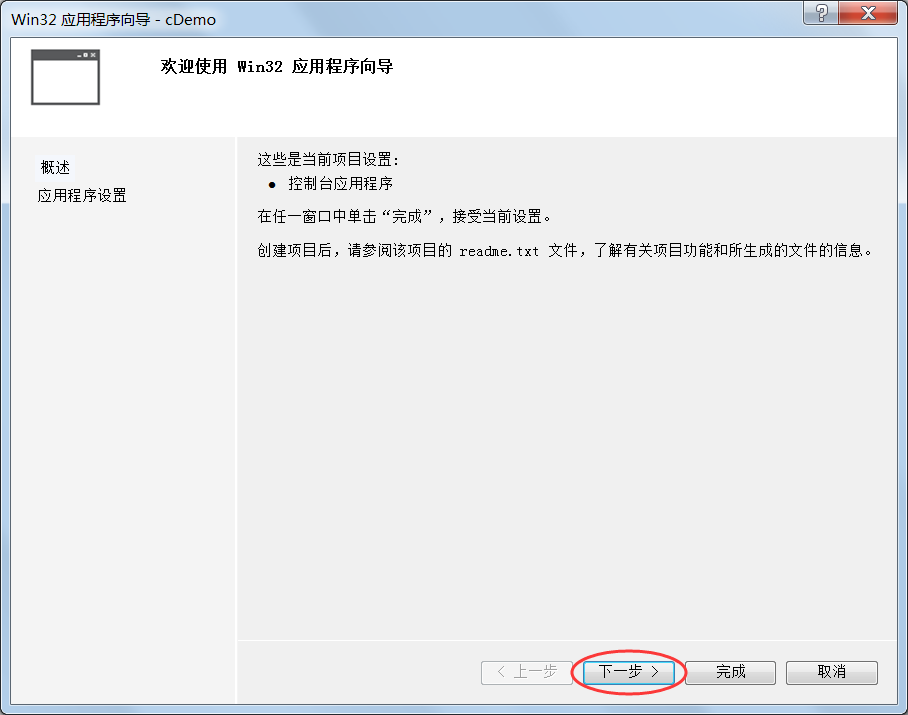 Win32 应用程序向导 - cDemo
欢迎使用 Win32 应用程序向导
概述
应用程序设置
这些是当前项目设置:
● 控制台应用程序
在任一窗口中单击“完成”，接受当前设置。
创建项目后，请参阅该项目的 readme.txt 文件，了解有关项目功能和所生成的文件的信息。
< 上一步 下一步 > 完成 取消